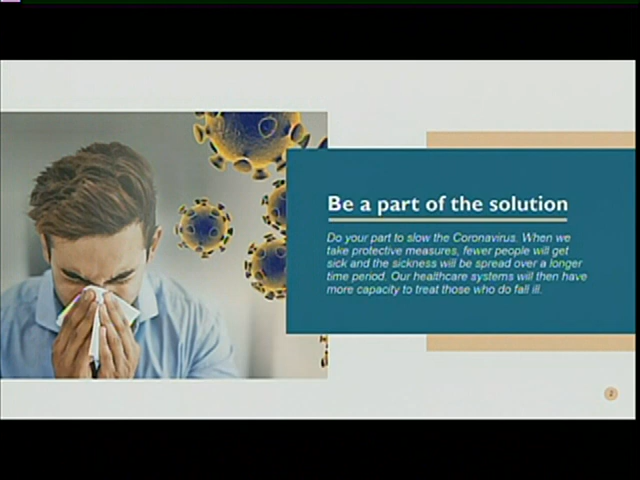 Be a part of the solution
Do your part to slow the Coronavirus. When we
take protective measures, fewer people will get
sick and the sickness will be spread over a longer
time period. Our healthcare systems will then have
more capacity to treat those who do fall ill.
2